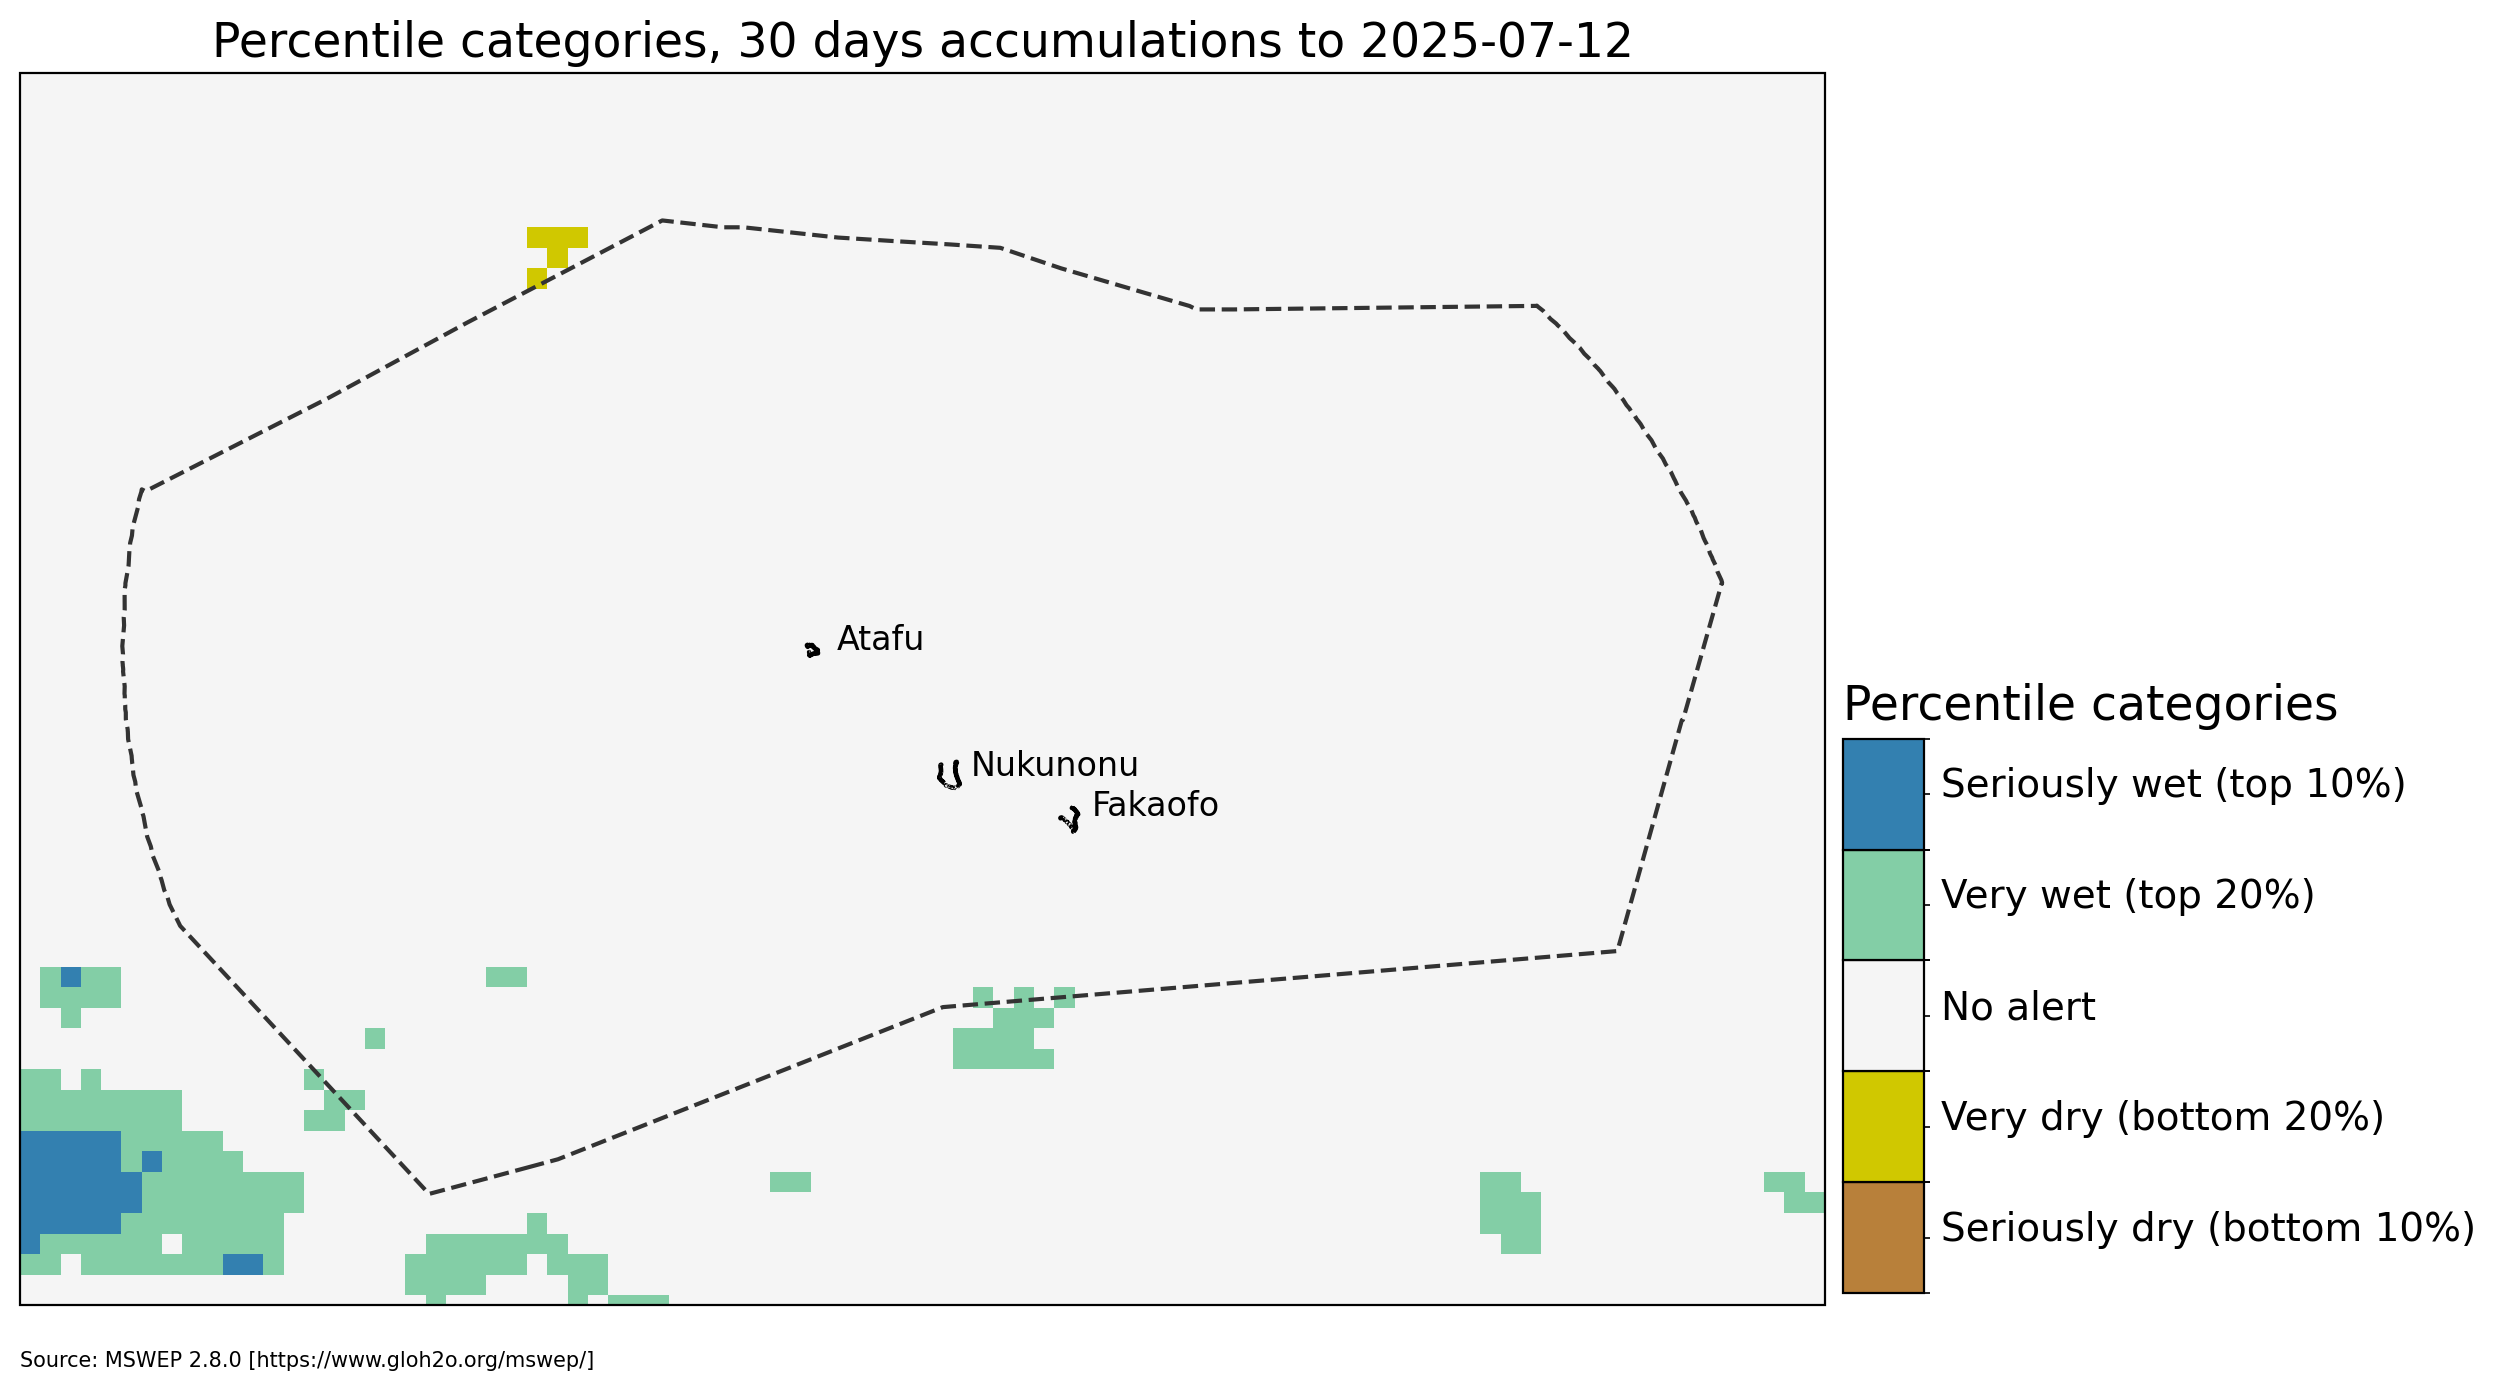 Percentile categories, 30 days accumulations to 2025-07-12
Atafu
Nukunonu
Fakaofo
Percentile categories
Seriously wet (top 10%)
Very wet (top 20%)
No alert
Very dry (bottom 20%)
Seriously dry (bottom 10%)
Source: MSWEP 2.8.0 [https://www.gloh2o.org/mswep/]